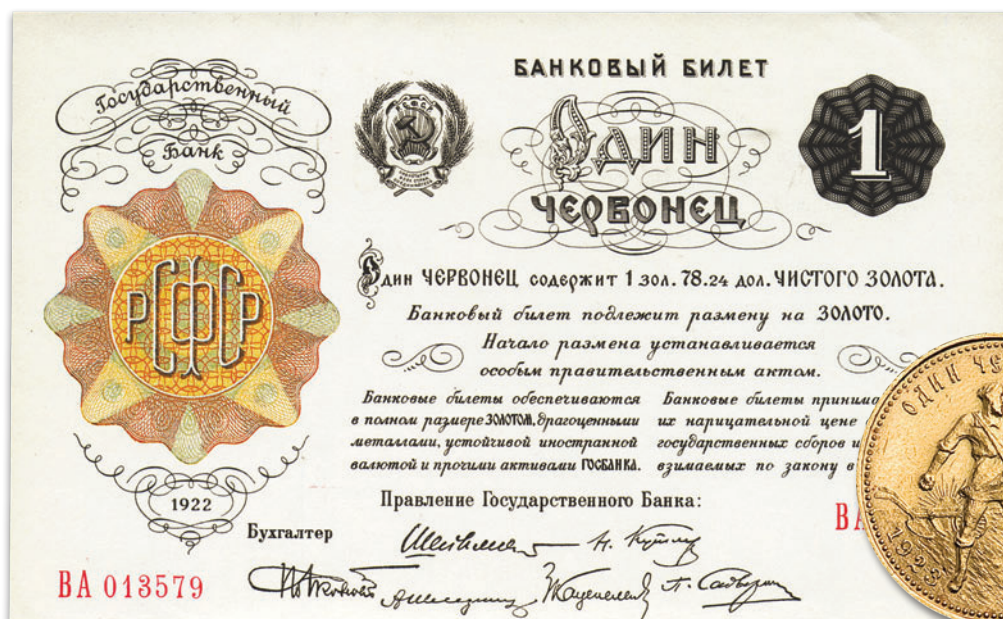 Государственный
Банк
БАНКОВЫЙ БИЛЕТ
ОДИН
ЧЕРВОНЕЦ
1
РСФСР
Один ЧЕРВОНЕЦ содержит 1 зол. 78.24 дол. ЧИСТОГО ЗОЛОТА.
Банковый билет подлежит размену на ЗОЛОТО.
Начало размена устанавливается
особым правительственным актом.
Банковые билеты обеспечиваются
в полном размере ЗОЛОТОМ, драгоценными
металлами, устойчивой иностранной
валютой и прочими активами ГОСБАНКА.
Банковые билеты принима
их нарицательной цене
государственных сборов и
взимаемых по закону в
1922
Правление Государственного Банка:
Бухгалтер
ВА 013579
ВА
ОДИН ЧЕ
1923